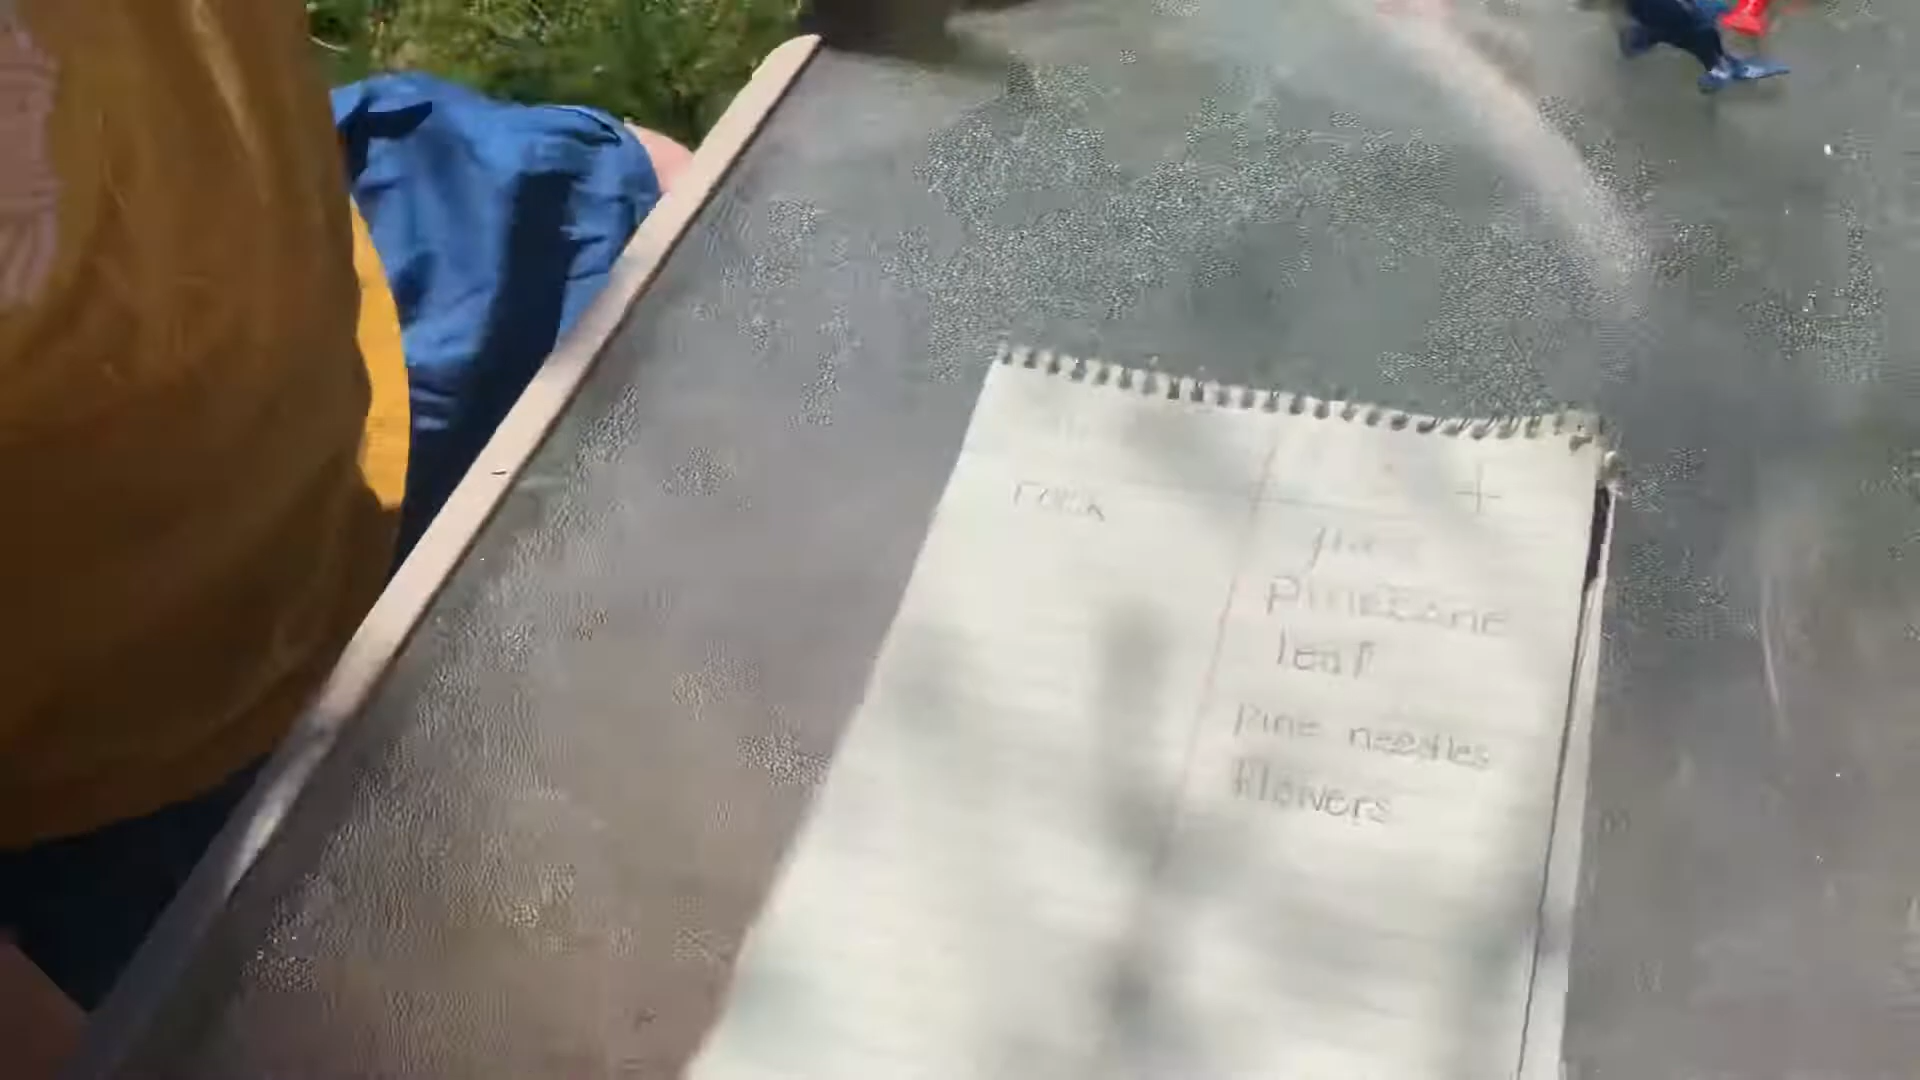 +
rock
pinecone
leaf
pine needles
flowers